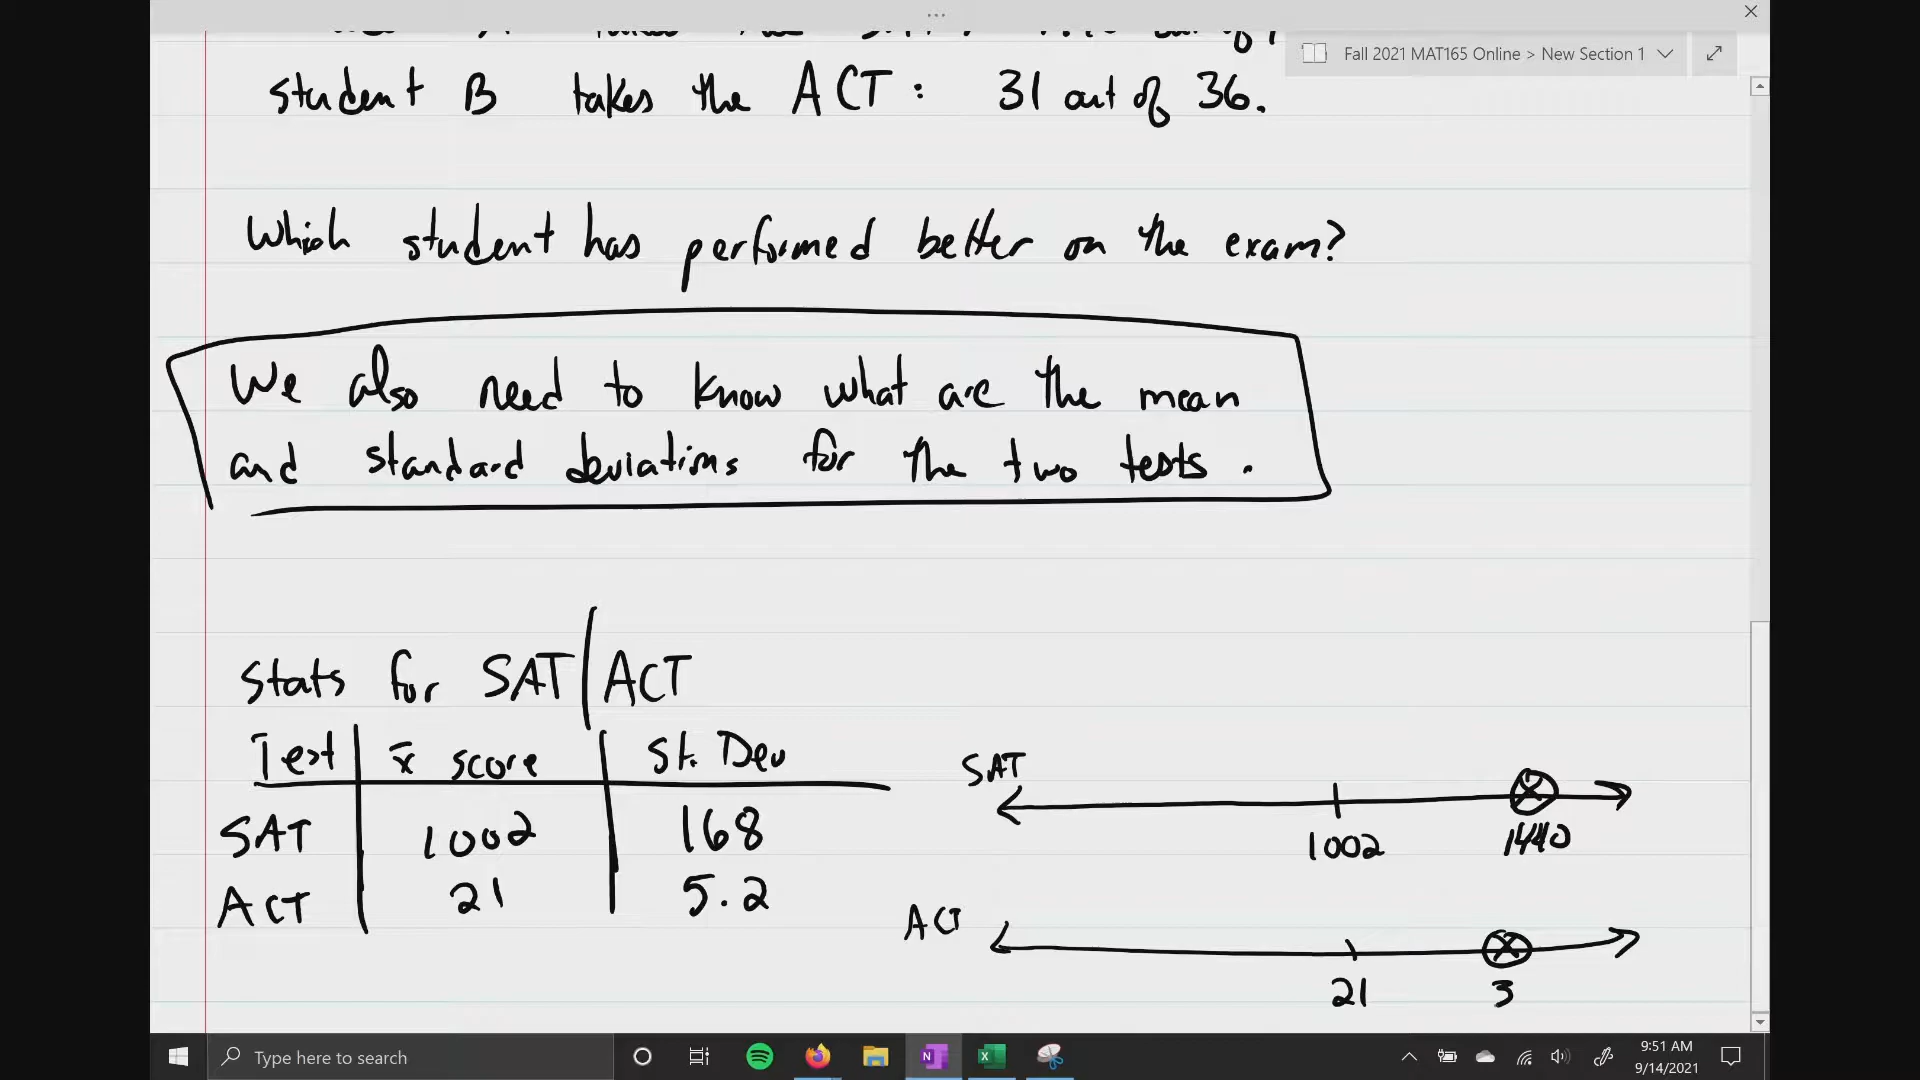 Fall 2021 MAT165 Online > New Section 1
student B takes the ACT : 31 out of 36.
Which student has performed better on the exam?
We also need to know what are the mean
and standard deviations for the two tests.
Stats for SAT/ACT
Test x̄ score St. Dev
SAT 1002 168
ACT 21 5.2
SAT
1002 1440
ACT
21 3
Type here to search
9:51 AM
9/14/2021